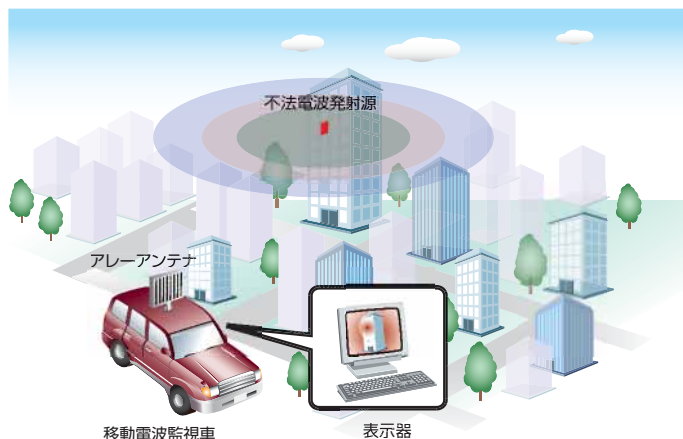 不法電波発射源
アレーアンテナ
移動電波監視車
表示器